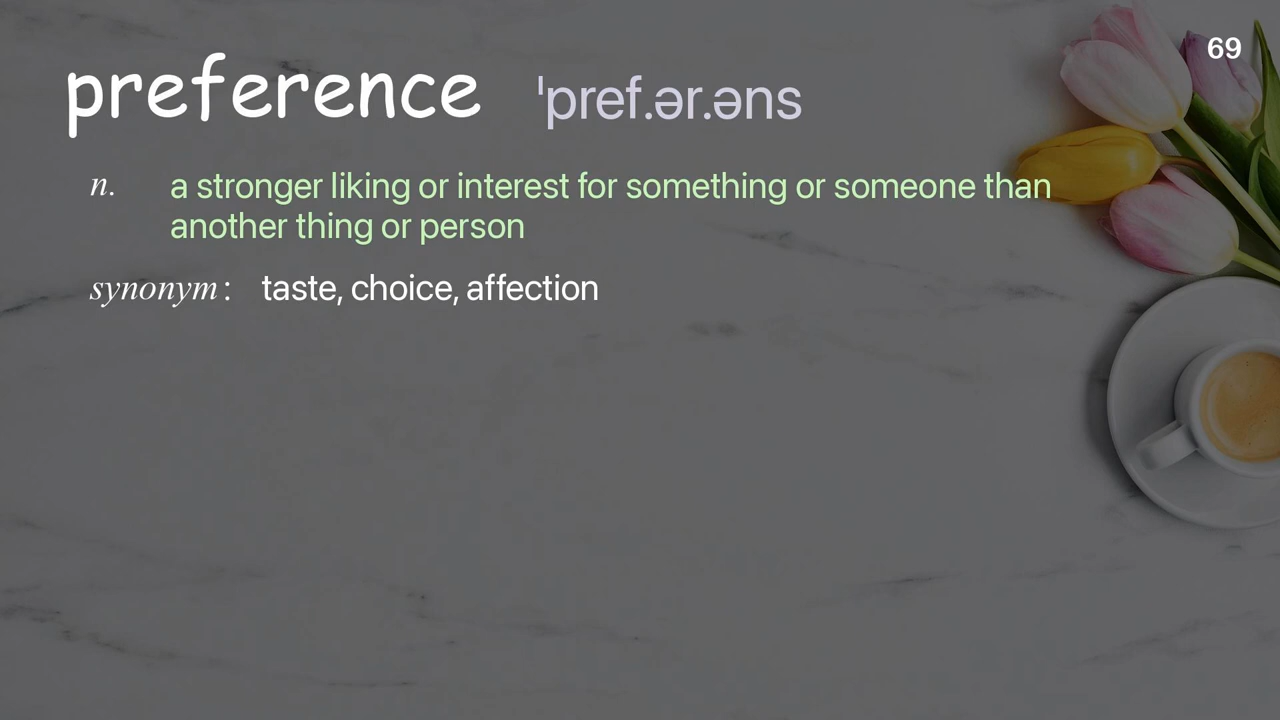 69
preference ˈpref.ər.əns
n. a stronger liking or interest for something or someone than
another thing or person
synonym: taste, choice, affection